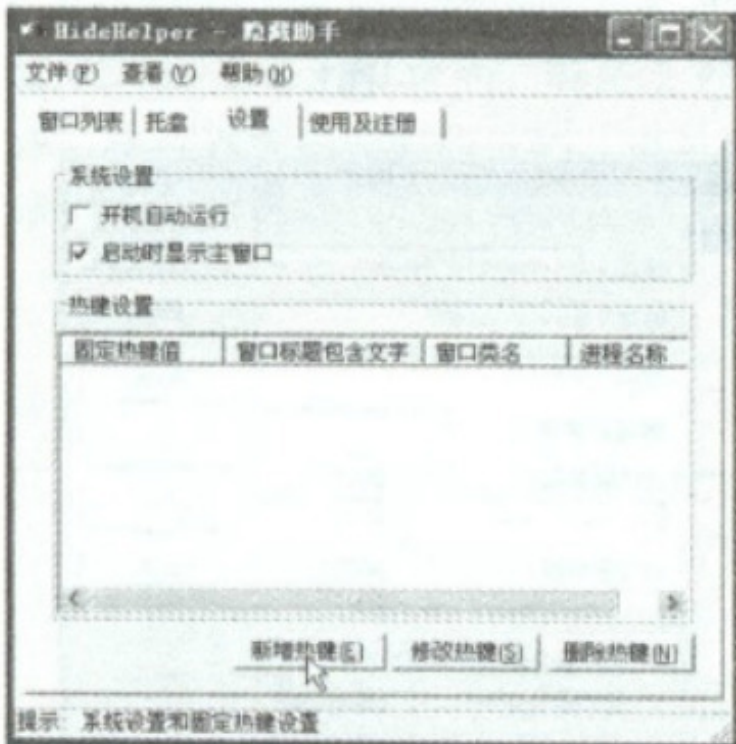 HideHelper - 隐藏助手
文件(F) 查看(V) 帮助(H)
窗口列表 托盘 设置 使用及注册
系统设置
开机自动运行
启动时显示主窗口
热键设置
固定热键值 窗口标题包含文字 窗口类名 进程名称
新增热键(E) 修改热键(S) 删除热键(N)
提示: 系统设置和固定热键设置